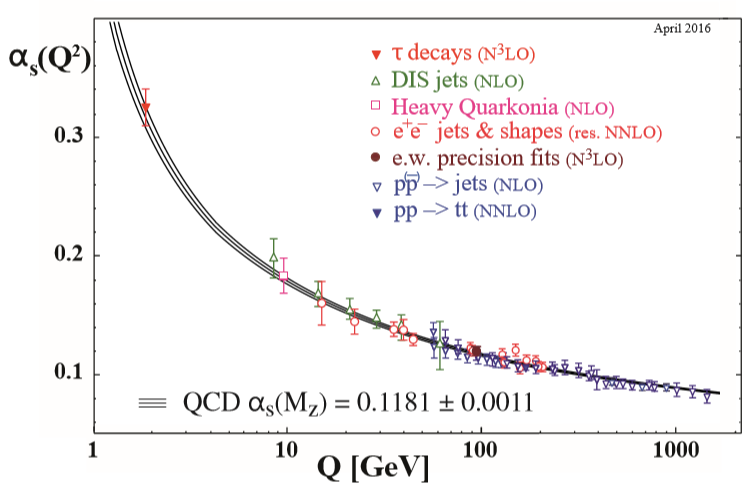 April 2016
αs(Q²)
τ decays (N³LO)
DIS jets (NLO)
Heavy Quarkonia (NLO)
e⁺e⁻ jets & shapes (res. NNLO)
e.w. precision fits (N³LO)
pp(‾) –> jets (NLO)
pp –> tt (NNLO)
0.3
0.2
0.1
QCD αs(Mz) = 0.1181 ± 0.0011
1 10 100 1000
Q [GeV]